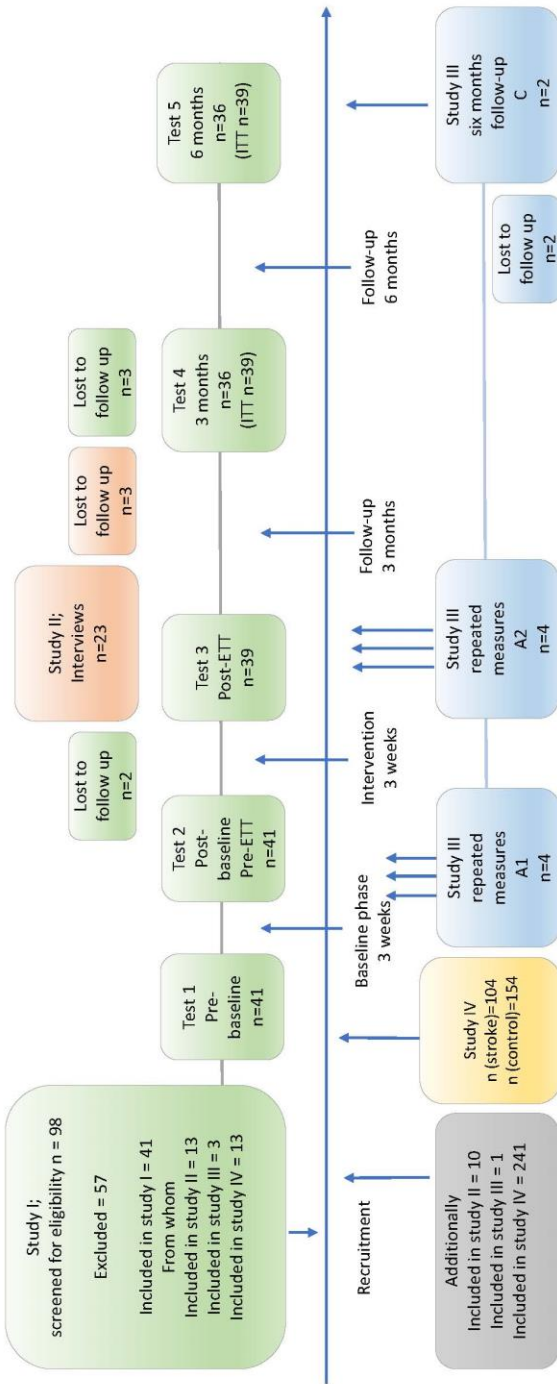 Study I;
screened for eligibility n = 98
Excluded = 57
Included in study I = 41
From whom
Included in study II = 13
Included in study III = 3
Included in study IV = 13
Test 1
Pre-
baseline
n=41
Test 2
Post-
baseline
Pre-ETT
n=41
Lost to
follow up
n=2
Test 3
Post-ETT
n=39
Study II;
Interviews
n=23
Lost to
follow up
n=3
Lost to
follow up
n=3
Test 4
3 months
n=36
(ITT n=39)
Test 5
6 months
n=36
(ITT n=39)
Recruitment
Baseline phase
3 weeks
Intervention
3 weeks
Follow-up
3 months
Follow-up
6 months
Additionally
Included in study II = 10
Included in study III = 1
Included in study IV = 241
Study IV
n (stroke)=104
n (control)=154
Study III
repeated
measures
A1
n=4
Study III
repeated
measures
A2
n=4
Lost to
follow up
n=2
Study III
six months
follow-up
C
n=2